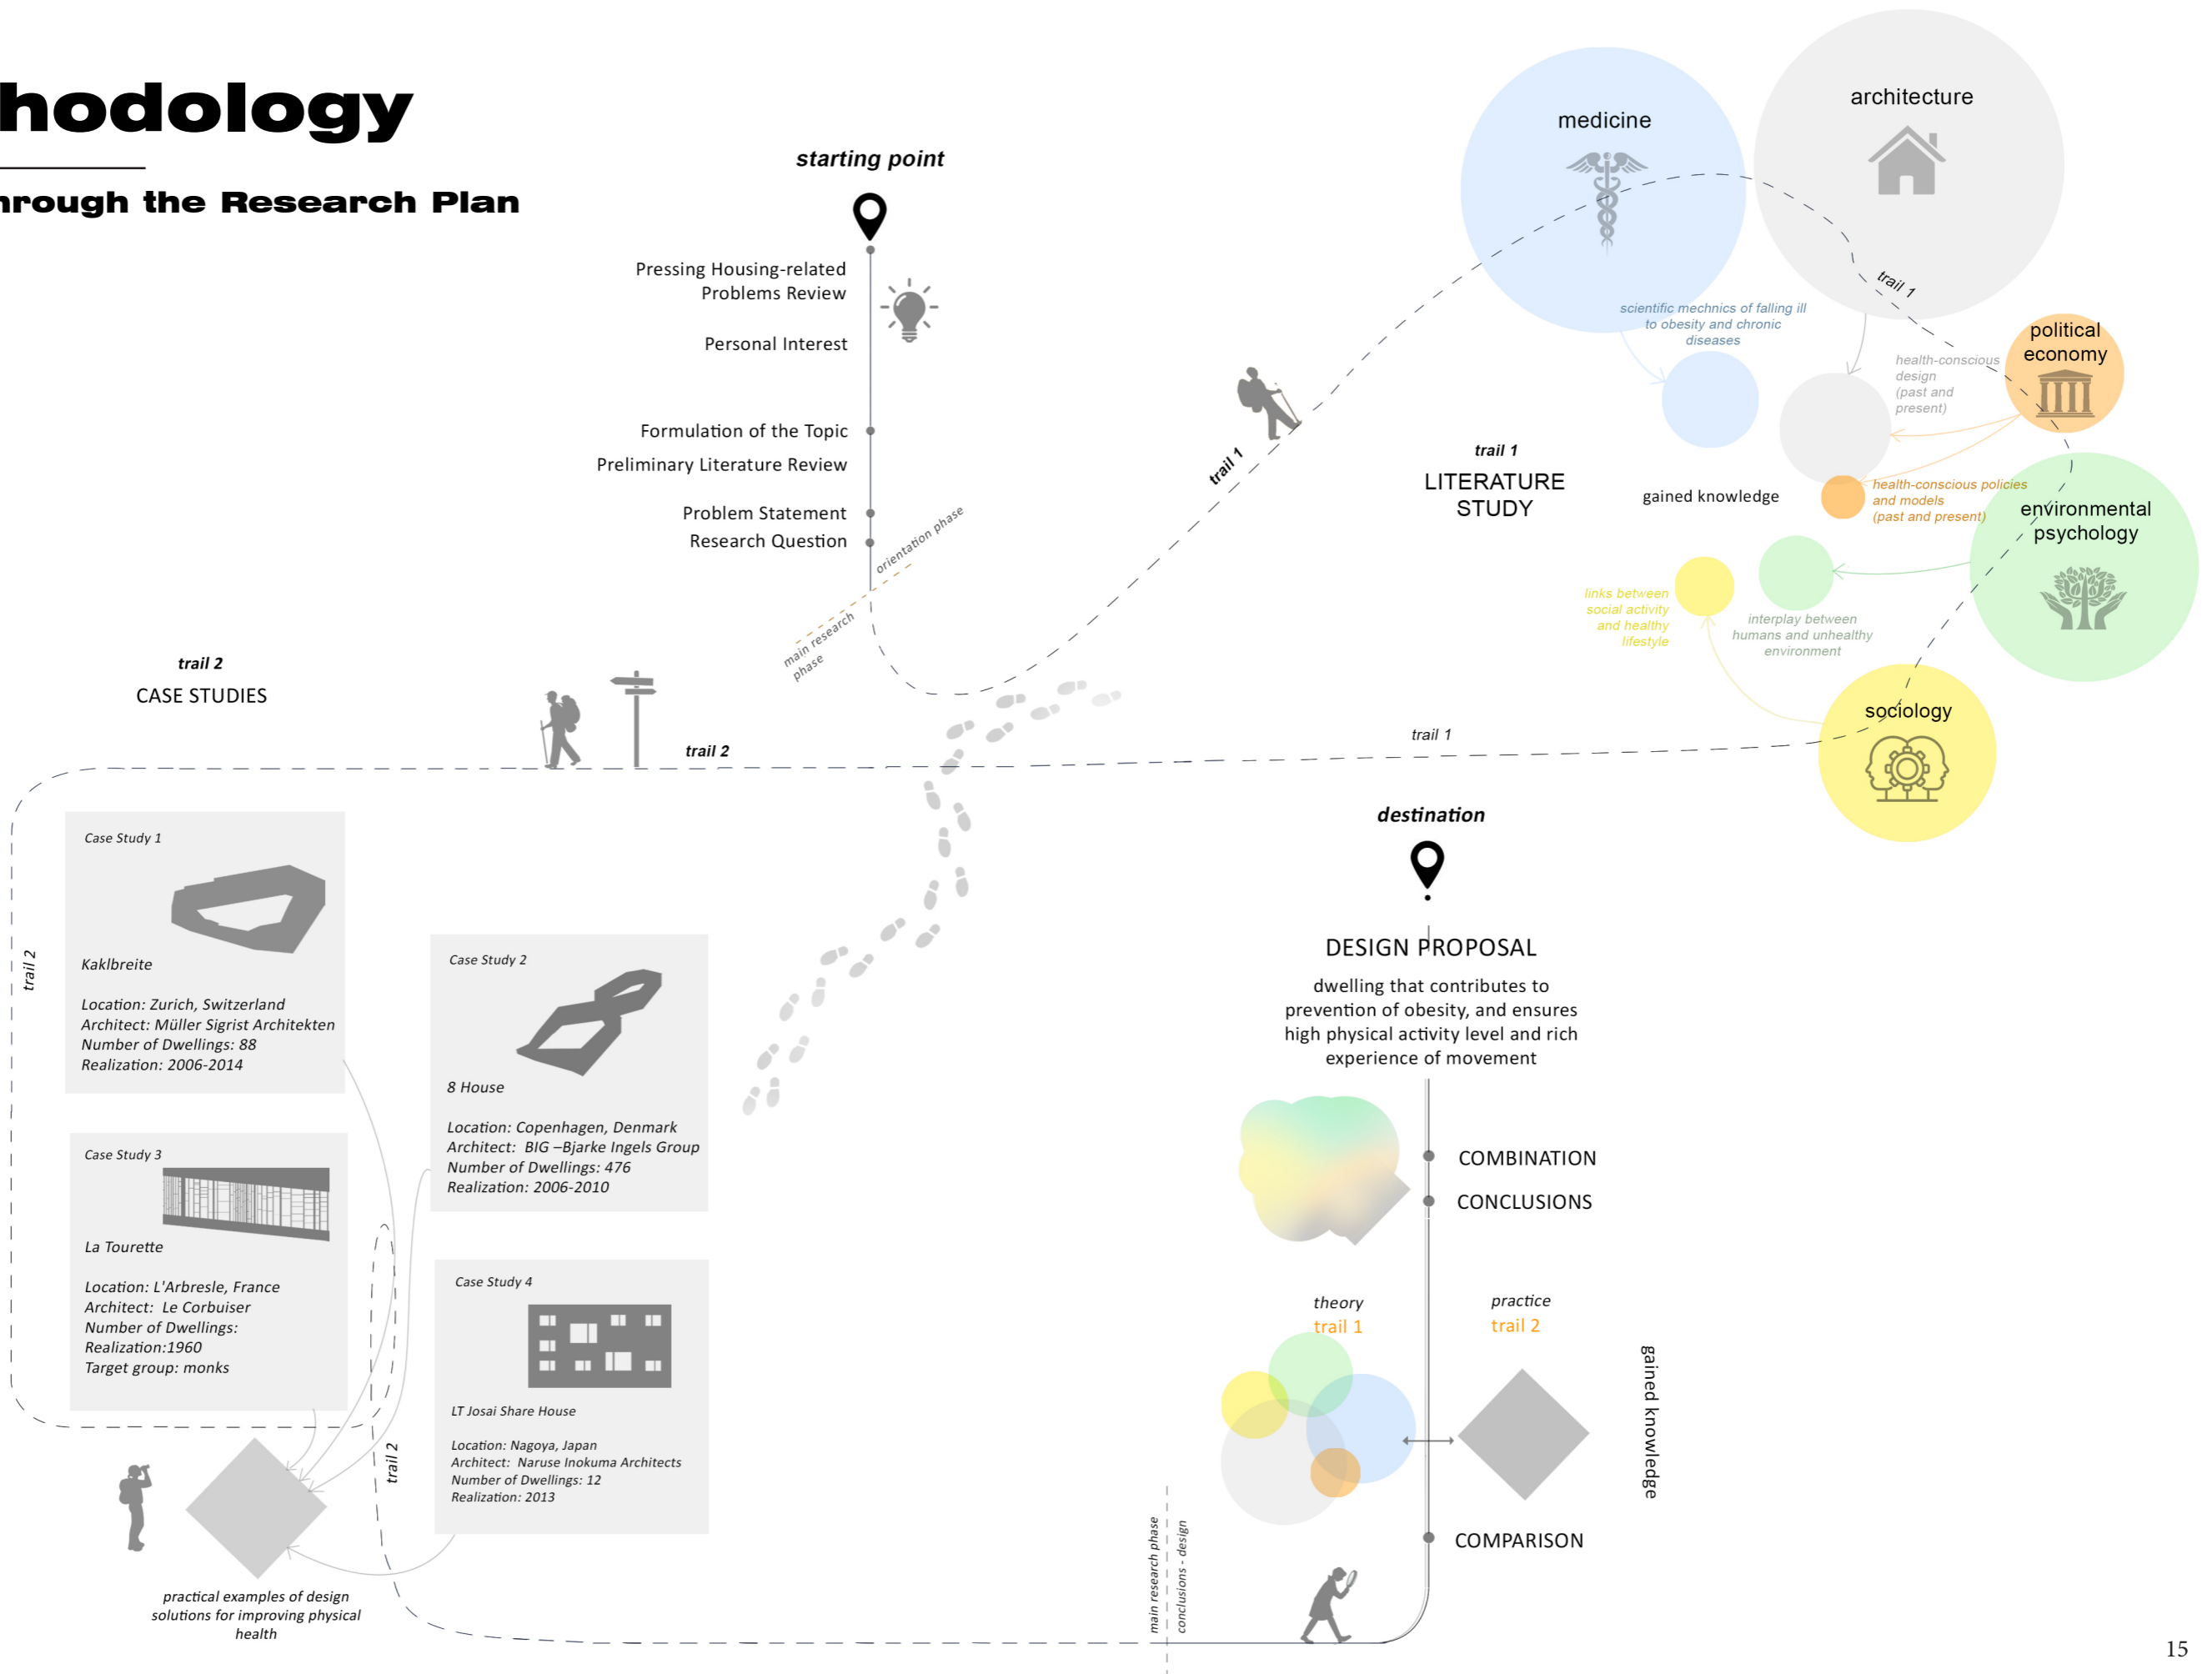 hodology
hrough the Research Plan
starting point
Pressing Housing-related
Problems Review
Personal Interest
Formulation of the Topic
Preliminary Literature Review
Problem Statement
Research Question
orientation phase
main research
phase
trail 1
trail 1
LITERATURE
STUDY
medicine
architecture
trail 1
political
economy
environmental
psychology
sociology
scientific mechnics of falling ill
to obesity and chronic
diseases
health-conscious
design
(past and
present)
gained knowledge
health-conscious policies
and models
(past and present)
links between
social activity
and healthy
lifestyle
interplay between
humans and unhealthy
environment
trail 1
trail 2
CASE STUDIES
trail 2
trail 2
Case Study 1
Kaklbreite
Location: Zurich, Switzerland
Architect: Müller Sigrist Architekten
Number of Dwellings: 88
Realization: 2006-2014
Case Study 2
8 House
Location: Copenhagen, Denmark
Architect:  BIG –Bjarke Ingels Group
Number of Dwellings: 476
Realization: 2006-2010
Case Study 3
La Tourette
Location: L'Arbresle, France
Architect:  Le Corbuiser
Number of Dwellings:
Realization:1960
Target group: monks
Case Study 4
LT Josai Share House
Location: Nagoya, Japan
Architect:  Naruse Inokuma Architects
Number of Dwellings: 12
Realization: 2013
trail 2
practical examples of design
solutions for improving physical
health
destination
DESIGN PROPOSAL
dwelling that contributes to
prevention of obesity, and ensures
high physical activity level and rich
experience of movement
COMBINATION
CONCLUSIONS
theory
trail 1
practice
trail 2
gained knowledge
COMPARISON
main research phase
conclusions - design
15